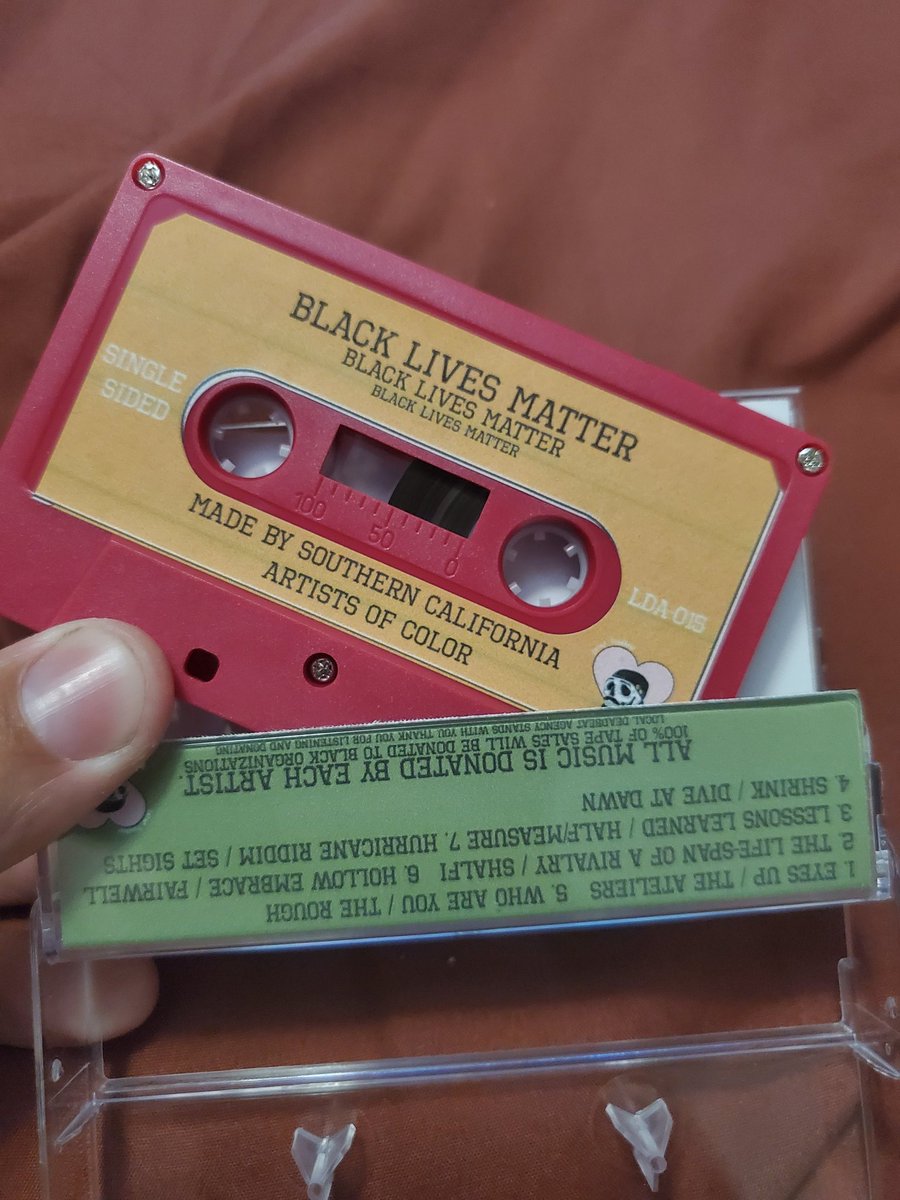 BLACK LIVES MATTER
BLACK LIVES MATTER
BLACK LIVES MATTER
SINGLE
SIDED
100 50 0
MADE BY SOUTHERN CALIFORNIA
ARTISTS OF COLOR
LDA-015
1. EYES UP / THE ATELIERS 5. WHO ARE YOU / THE ROUGH
2. THE LIFE-SPAN OF A RIVALRY / SHALFI 6. HOLLOW EMBRACE / FAIRWELL
3. LESSONS LEARNED / HALF/MEASURE 7. HURRICANE RIDDIM / SET SIGHTS
4. SHRINK / DIVE AT DAWN
ALL MUSIC IS DONATED BY EACH ARTIST.
100% OF TAPE SALES WILL BE DONATED TO BLACK ORGANIZATIONS
LOCAL DEADBEAT AGENCY STANDS WITH YOU THANK YOU FOR LISTENING AND DONATING